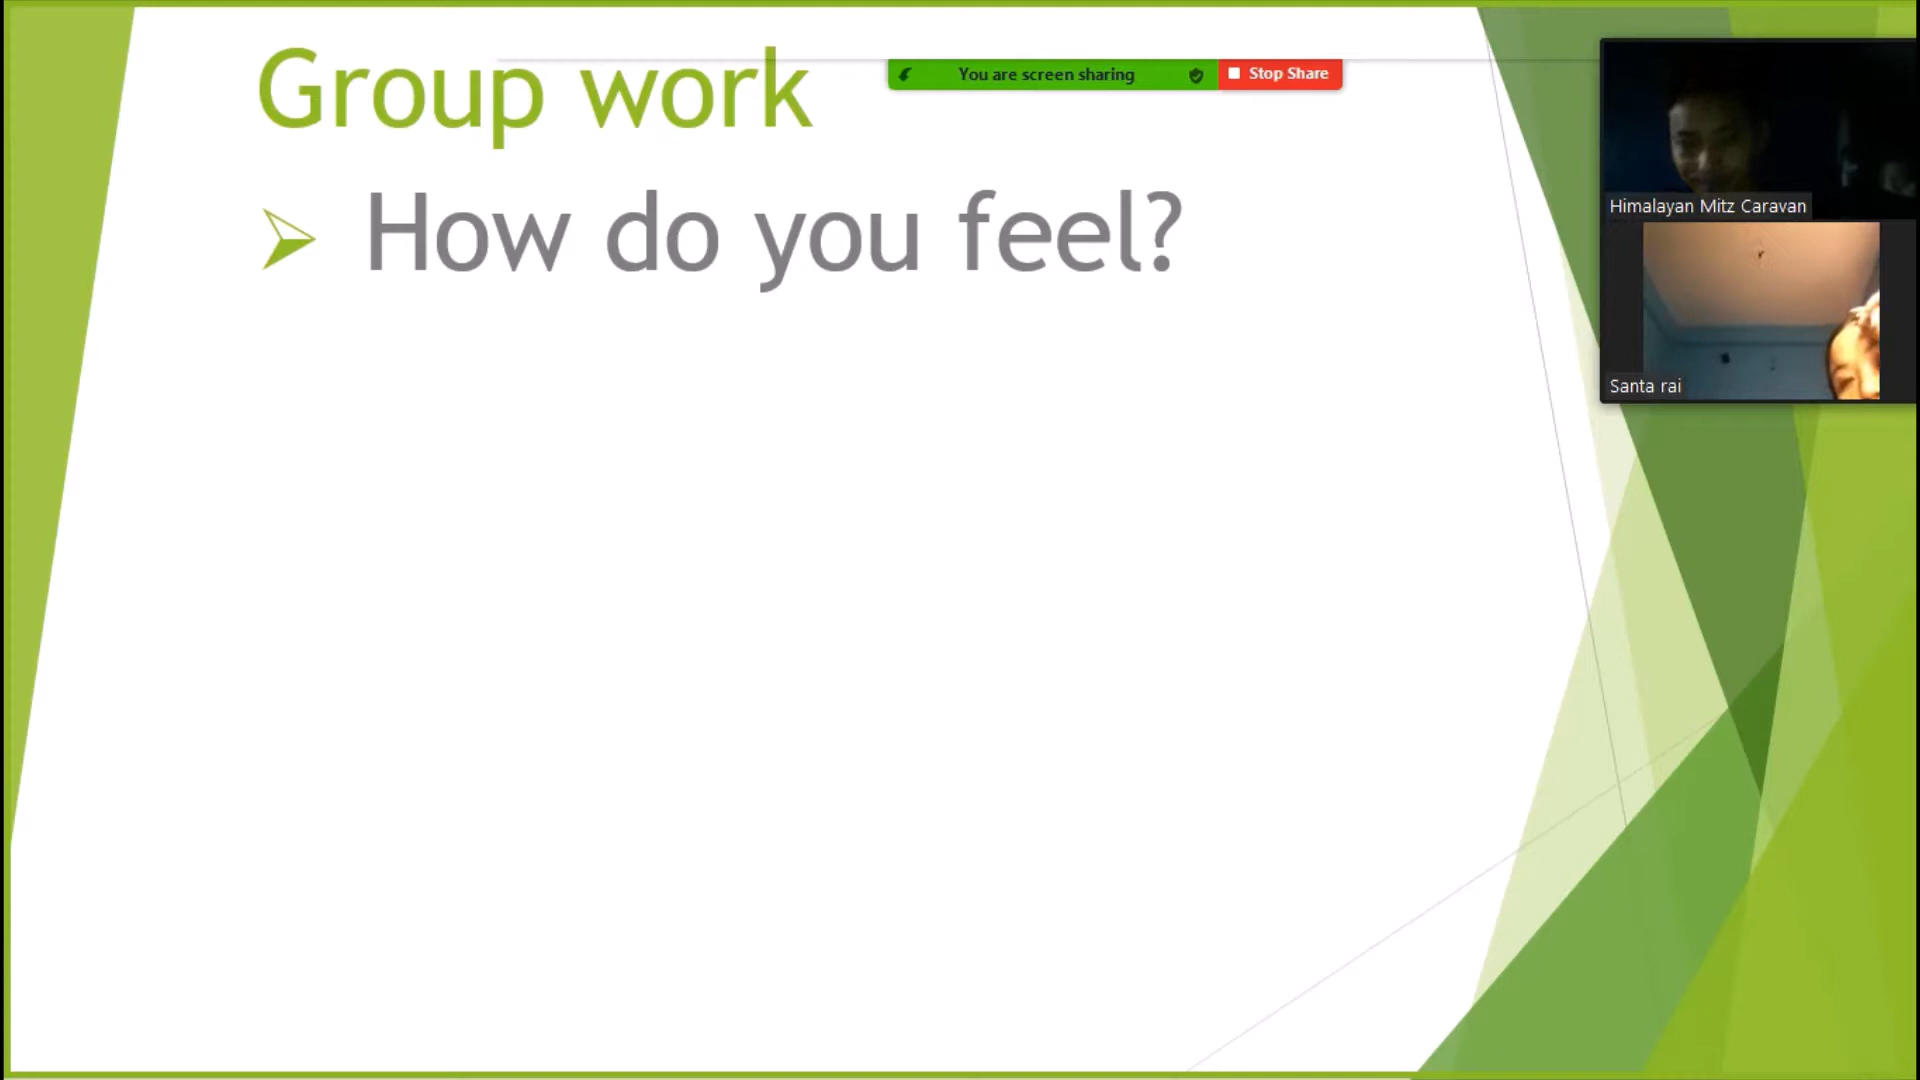 Group work
You are screen sharing
Stop Share
How do you feel?
Himalayan Mitz Caravan
Santa rai